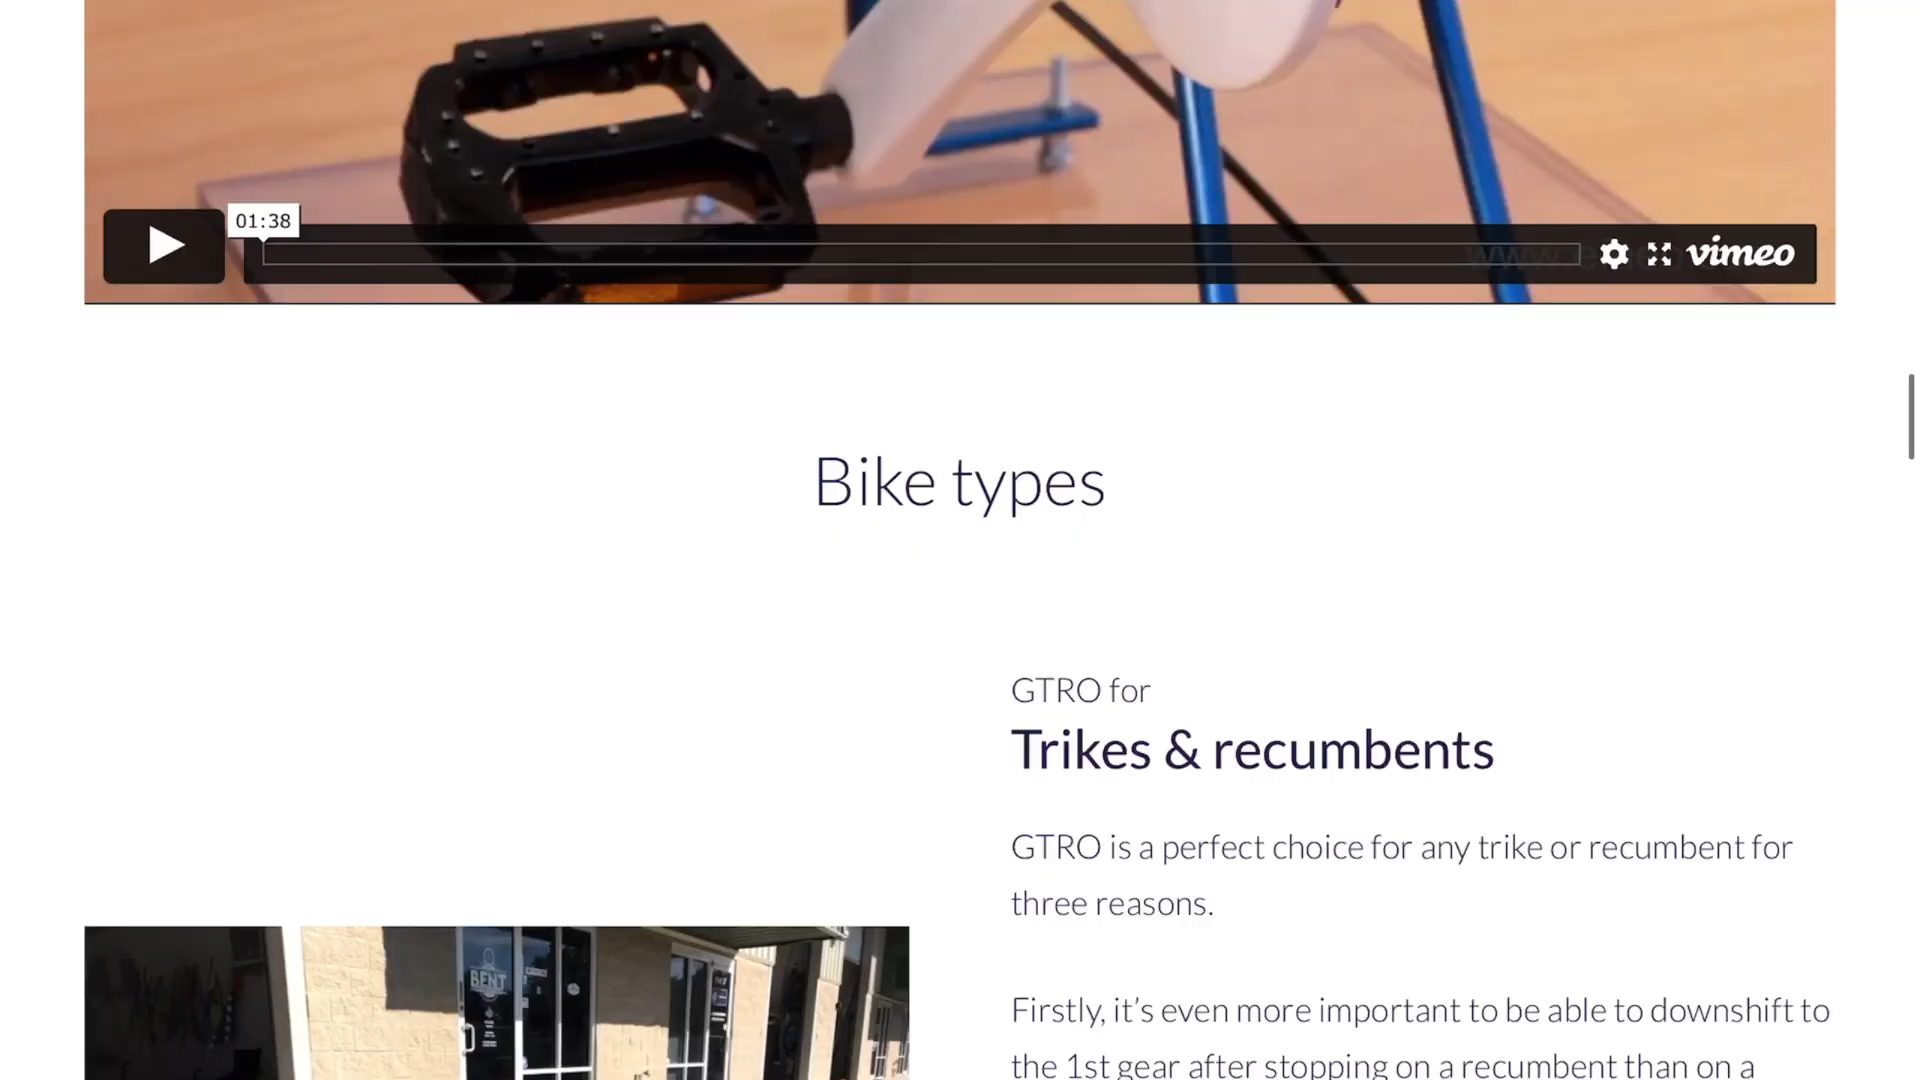 01:38
vimeo
Bike types
GTRO for
Trikes & recumbents
GTRO is a perfect choice for any trike or recumbent for
three reasons.
BENT
Firstly, it’s even more important to be able to downshift to
the 1st gear after stopping on a recumbent than on a